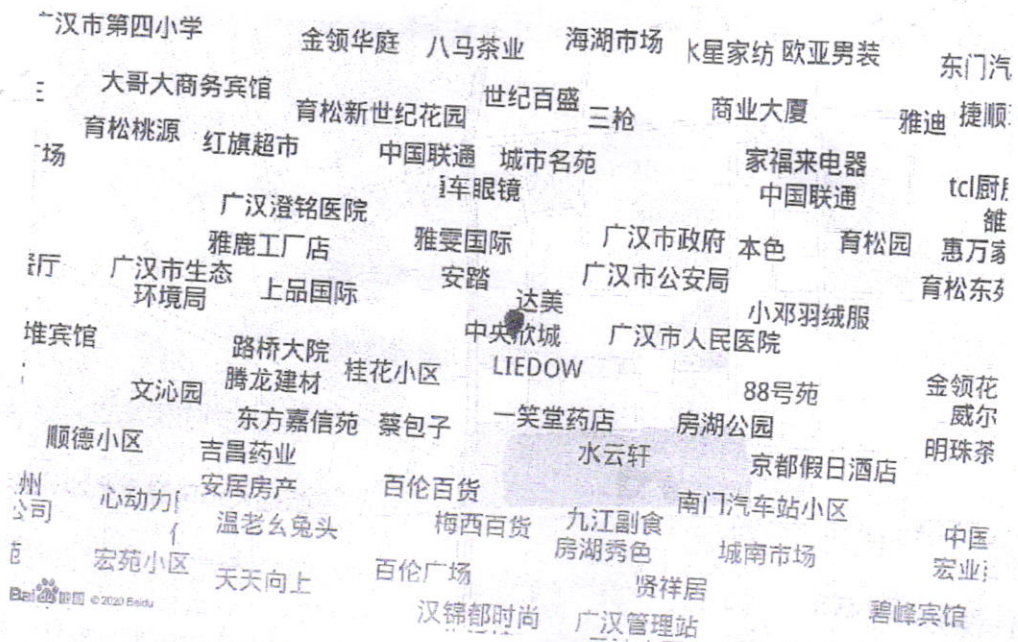 广汉市第四小学
金领华庭
八马茶业
海湖市场
水星家纺 欧亚男装
东门汽
大哥大商务宾馆
育松新世纪花园
世纪百盛
三枪
商业大厦
雅迪
捷顺
育松桃源
红旗超市
中国联通
城市名苑
家福来电器
场
车眼镜
中国联通
tcl厨
广汉澄铭医院
雒
雅鹿工厂店
雅雯国际
广汉市政府
本色
育松园
惠万家
餐厅
广汉市生态
环境局
上品国际
安踏
广汉市公安局
育松东
达美
小邓羽绒服
堆宾馆
中央欣城
广汉市人民医院
路桥大院
LIEDOW
文沁园
腾龙建材
桂花小区
88号苑
金领花
威尔
东方嘉信苑
蔡包子
一笑堂药店
房湖公园
顺德小区
吉昌药业
水云轩
京都假日酒店
明珠茶
州
公司
心动力
安居房产
百伦百货
南门汽车站小区
温老幺兔头
梅西百货
九江副食
中国
房湖秀色
城南市场
宏业
苑
宏苑小区
天天向上
百伦广场
贤祥居
Bai du 地图 © 2020 Baidu
汉锦都时尚
广汉管理站
碧峰宾馆